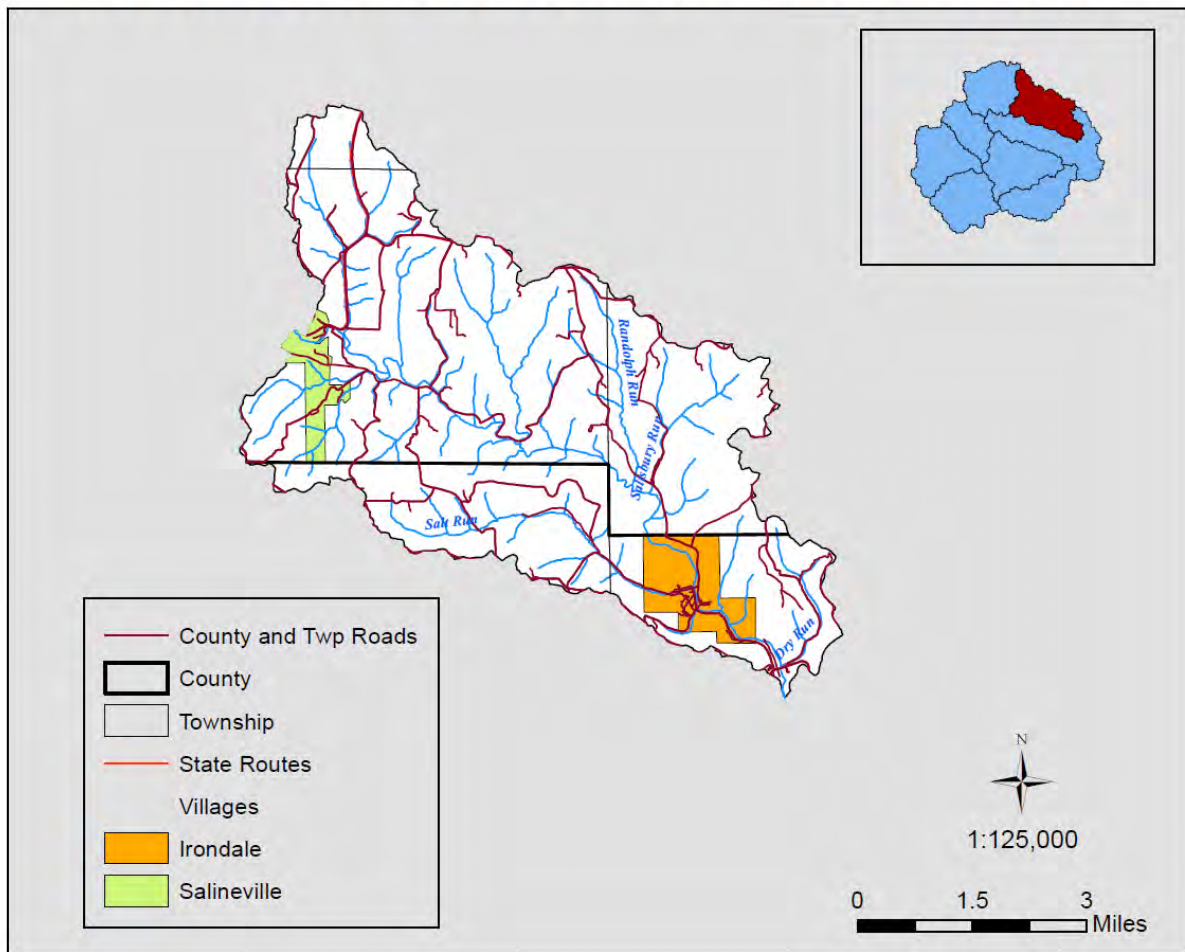 Randolph Run
Salisbury Run
Salt Run
Dry Run
County and Twp Roads
County
Township
State Routes
Villages
Irondale
Salineville
N
1:125,000
0 1.5 3
Miles